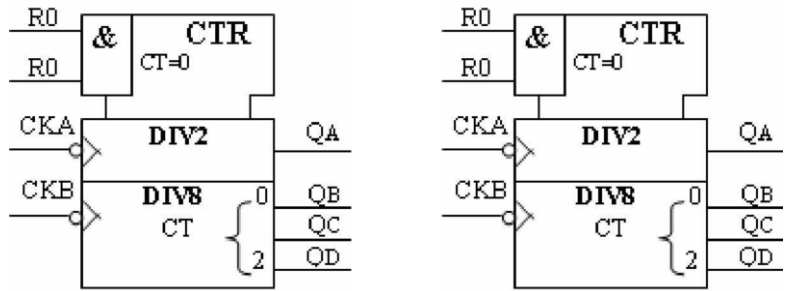 R0
& CTR
CT=0
R0
CKA
DIV2
QA
CKB
DIV8
0
QB
CT
QC
2
QD
R0
& CTR
CT=0
R0
CKA
DIV2
QA
CKB
DIV8
0
QB
CT
QC
2
QD